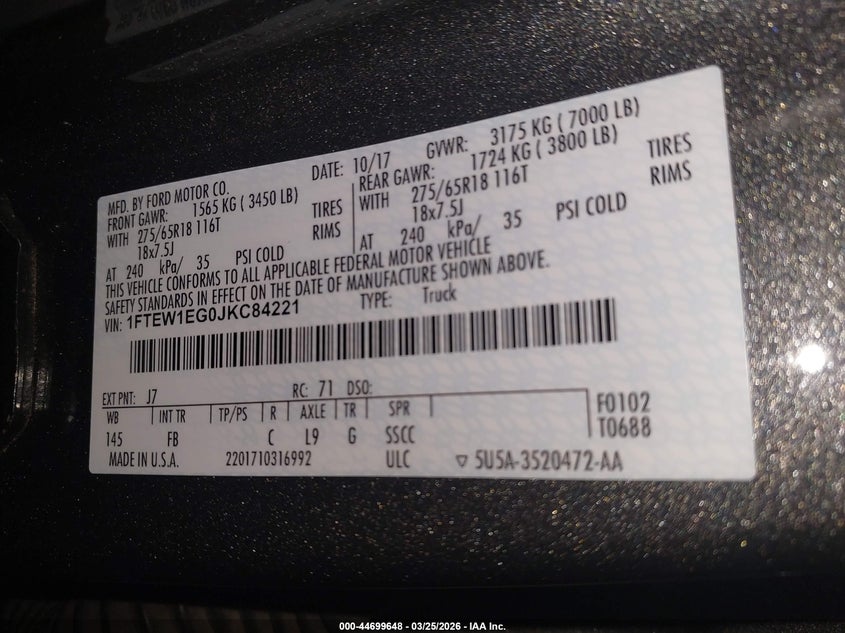 MFD. BY FORD MOTOR CO. DATE: 10/17 GVWR: 3175 KG ( 7000 LB)
FRONT GAWR: 1565 KG ( 3450 LB) REAR GAWR: 1724 KG ( 3800 LB)
WITH 275/65R18 116T TIRES WITH 275/65R18 116T TIRES
18x7.5J RIMS 18x7.5J RIMS
AT 240 kPa/ 35 PSI COLD AT 240 kPa/ 35 PSI COLD
THIS VEHICLE CONFORMS TO ALL APPLICABLE FEDERAL MOTOR VEHICLE
SAFETY STANDARDS IN EFFECT ON THE DATE OF MANUFACTURE SHOWN ABOVE.
VIN: 1FTEW1EG0JKC84221 TYPE: Truck
EXT PNT: J7 RC: 71 DSO:
WB INT TR TP/PS R AXLE TR SPR F0102
145 FB C L9 G SSCC T0688
MADE IN U.S.A. 2201710316992 ULC ▽ 5U5A-3520472-AA
000-44699648 - 03/25/2026 - IAA Inc.